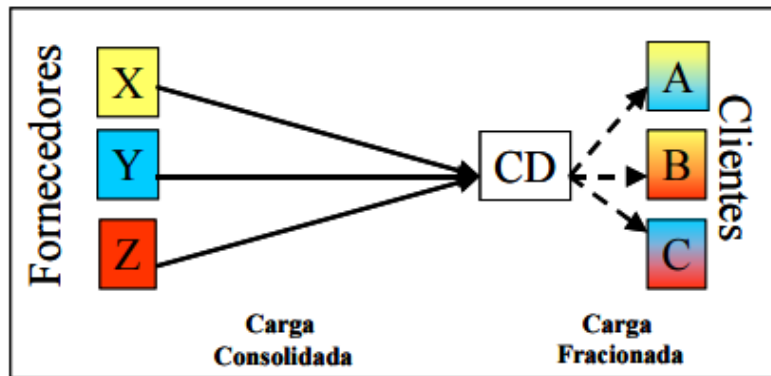 Fornecedores
X
Y
Z
CD
A
B
C
Clientes
Carga
Consolidada
Carga
Fracionada